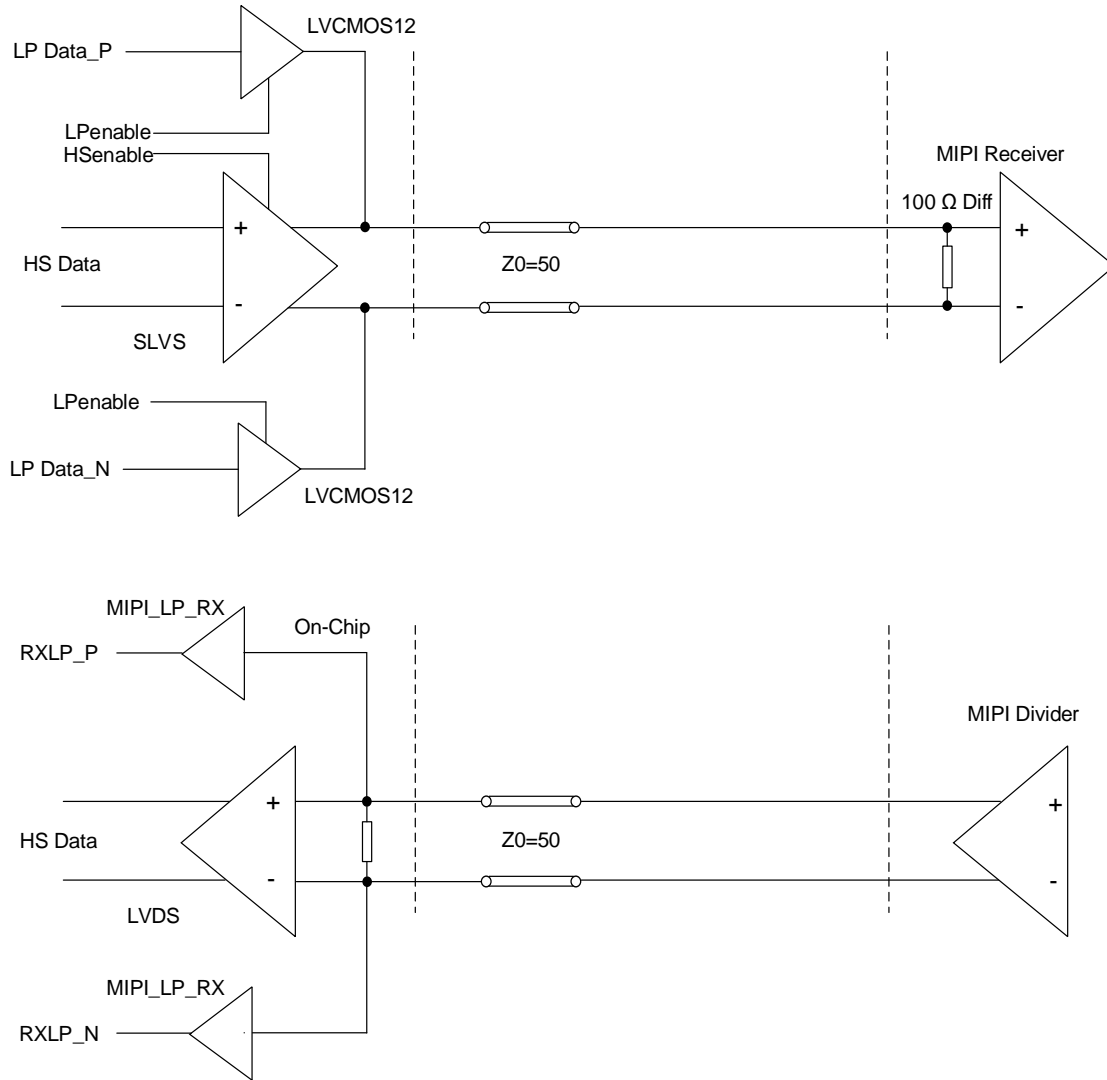 LVCMOS12
LP Data_P
LPenable
HSenable
MIPI Receiver
100 Ω Diff
+
+
HS Data
Z0=50
-
-
SLVS
LPenable
LP Data_N
LVCMOS12
MIPI_LP_RX
On-Chip
RXLP_P
MIPI Divider
+
+
HS Data
Z0=50
-
-
LVDS
MIPI_LP_RX
RXLP_N